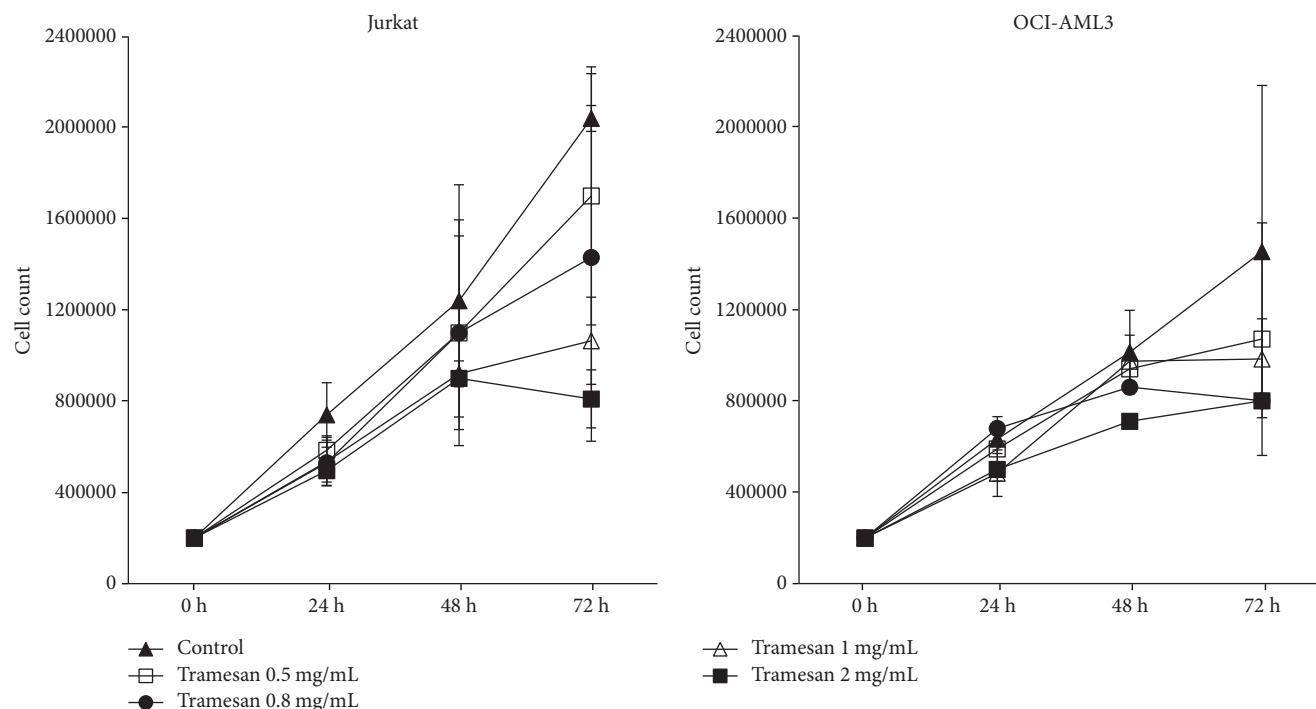 Jurkat
2400000
2000000
1600000
1200000
800000
400000
0
Cell count
0 h
24 h
48 h
72 h
OCI-AML3
2400000
2000000
1600000
1200000
800000
400000
0
Cell count
0 h
24 h
48 h
72 h
Control
Tramesan 0.5 mg/mL
Tramesan 0.8 mg/mL
Tramesan 1 mg/mL
Tramesan 2 mg/mL